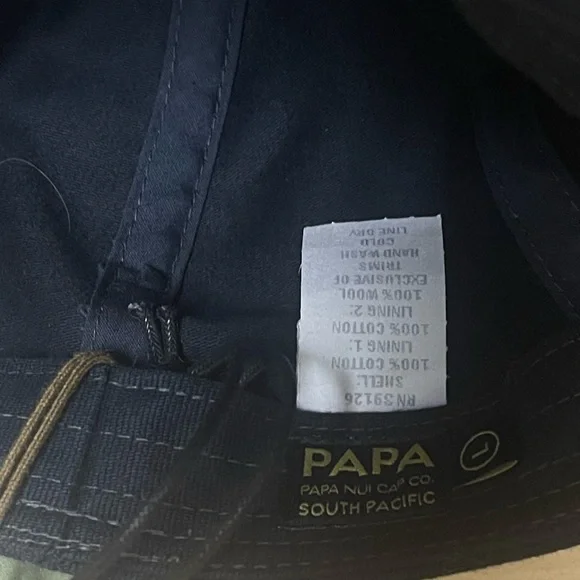 RN 39126
SHELL:
100% COTTON
LINING 1:
100% COTTON
LINING 2:
100% WOOL
EXCLUSIVE OF
TRIMS
HAND WASH
COLD
LINE DRY
PAPA
PAPA NUI CAP CO.
SOUTH PACIFIC
L